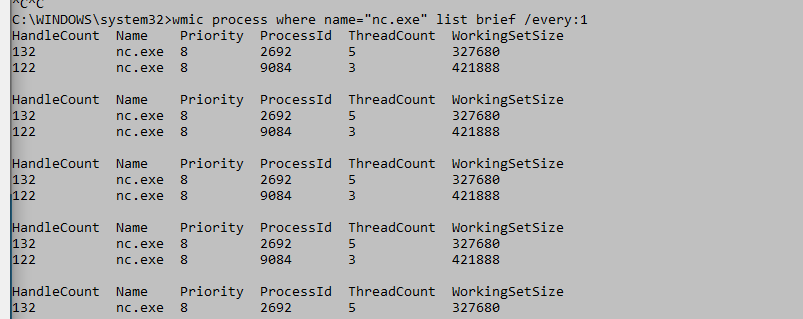 ^C^C
C:\WINDOWS\system32>wmic process where name="nc.exe" list brief /every:1
HandleCount  Name    Priority  ProcessId  ThreadCount  WorkingSetSize
132          nc.exe  8         2692       5            327680
122          nc.exe  8         9084       3            421888

HandleCount  Name    Priority  ProcessId  ThreadCount  WorkingSetSize
132          nc.exe  8         2692       5            327680
122          nc.exe  8         9084       3            421888

HandleCount  Name    Priority  ProcessId  ThreadCount  WorkingSetSize
132          nc.exe  8         2692       5            327680
122          nc.exe  8         9084       3            421888

HandleCount  Name    Priority  ProcessId  ThreadCount  WorkingSetSize
132          nc.exe  8         2692       5            327680
122          nc.exe  8         9084       3            421888

HandleCount  Name    Priority  ProcessId  ThreadCount  WorkingSetSize
132          nc.exe  8         2692       5            327680